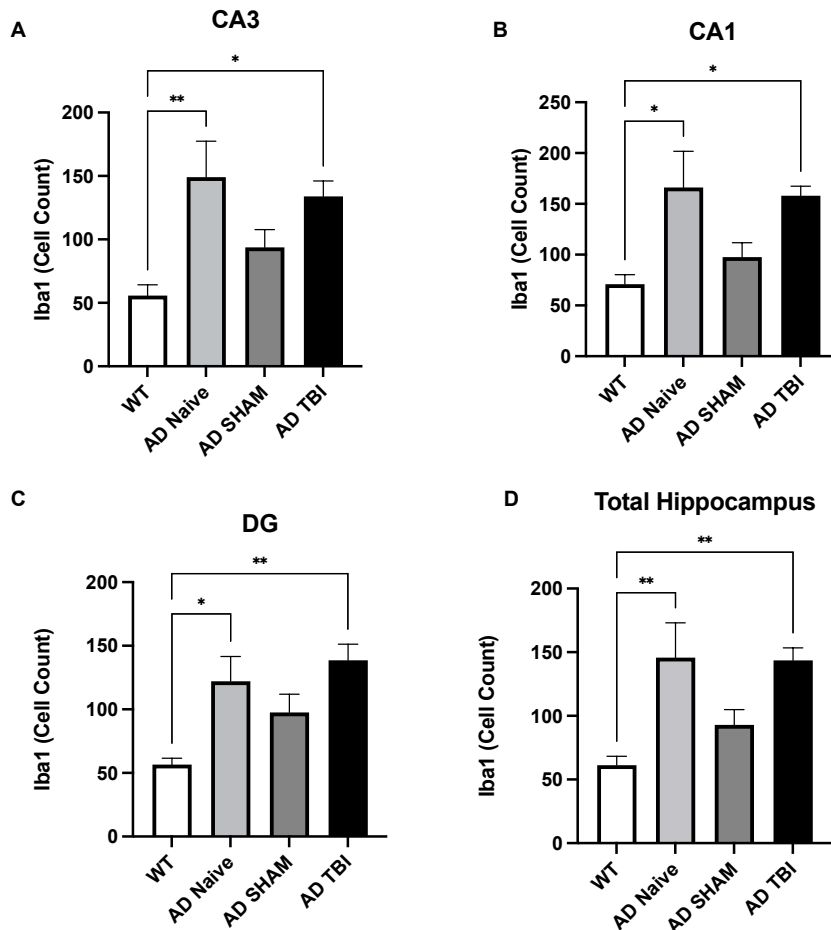 A
CA3
*
**
200
150
100
50
0
Iba1 (Cell Count)
WT
AD Naive
AD SHAM
AD TBI
B
CA1
*
*
250
200
150
100
50
0
Iba1 (Cell Count)
WT
AD Naive
AD SHAM
AD TBI
C
DG
**
*
200
150
100
50
0
Iba1 (Cell Count)
WT
AD Naive
AD SHAM
AD TBI
D
Total Hippocampus
**
**
200
150
100
50
0
Iba1 (Cell Count)
WT
AD Naive
AD SHAM
AD TBI